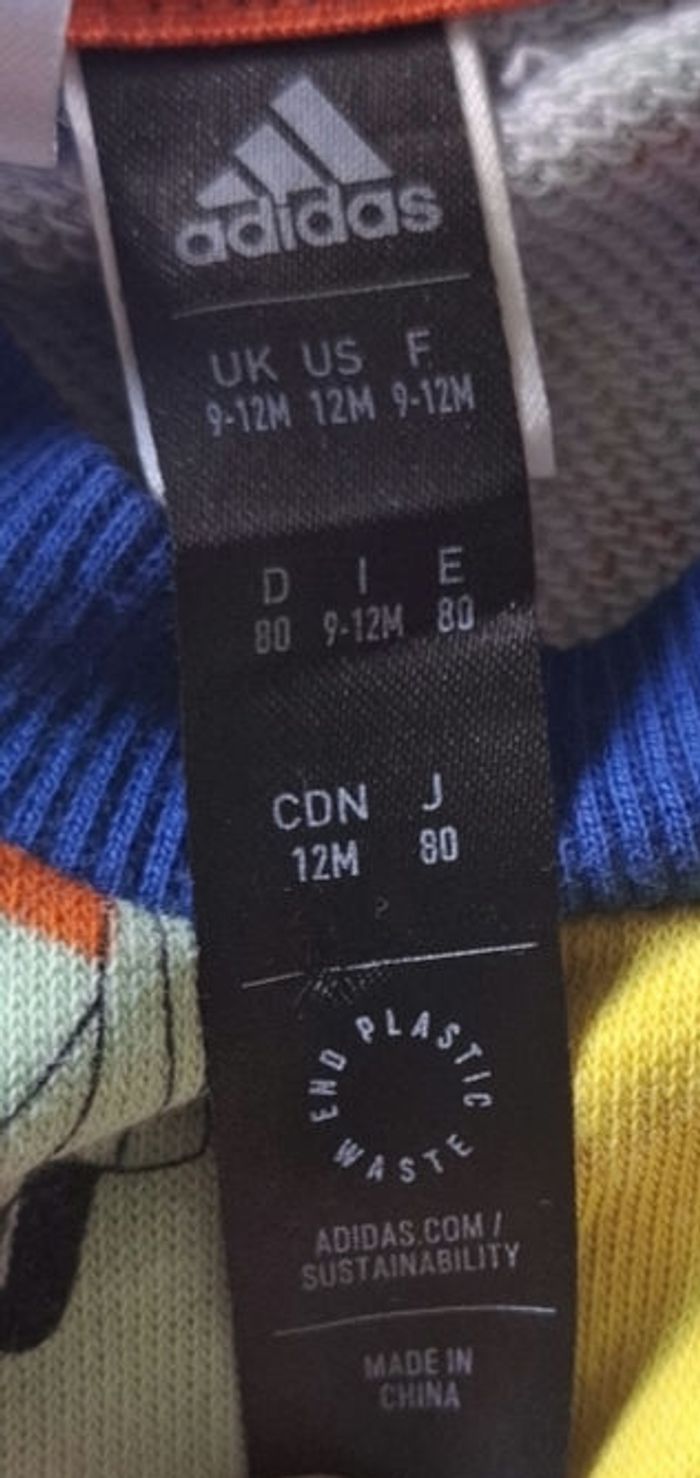 adidas
UK US F
9-12M 12M 9-12M
D I E
80 9-12M 80
CDN J
12M 80
END PLASTIC WASTE
ADIDAS.COM /
SUSTAINABILITY
MADE IN
CHINA